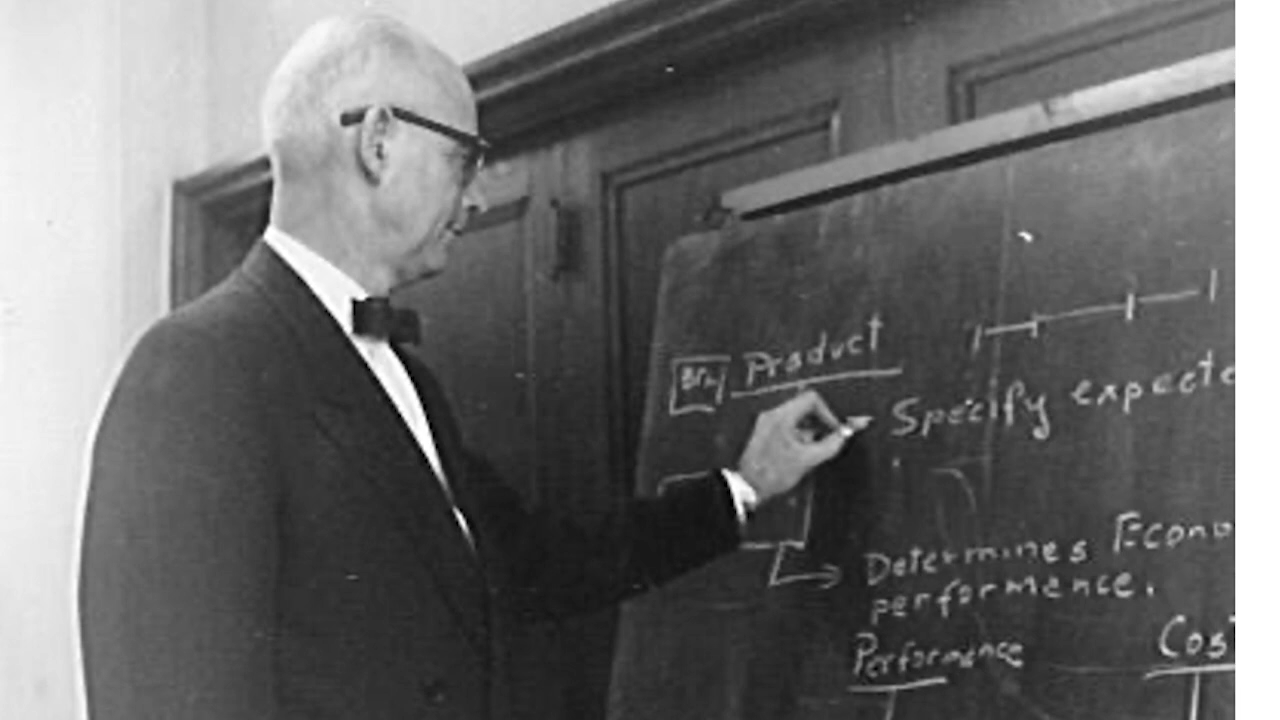 Product
Specify expecte
Determines Econo
performance.
Performance
Cost